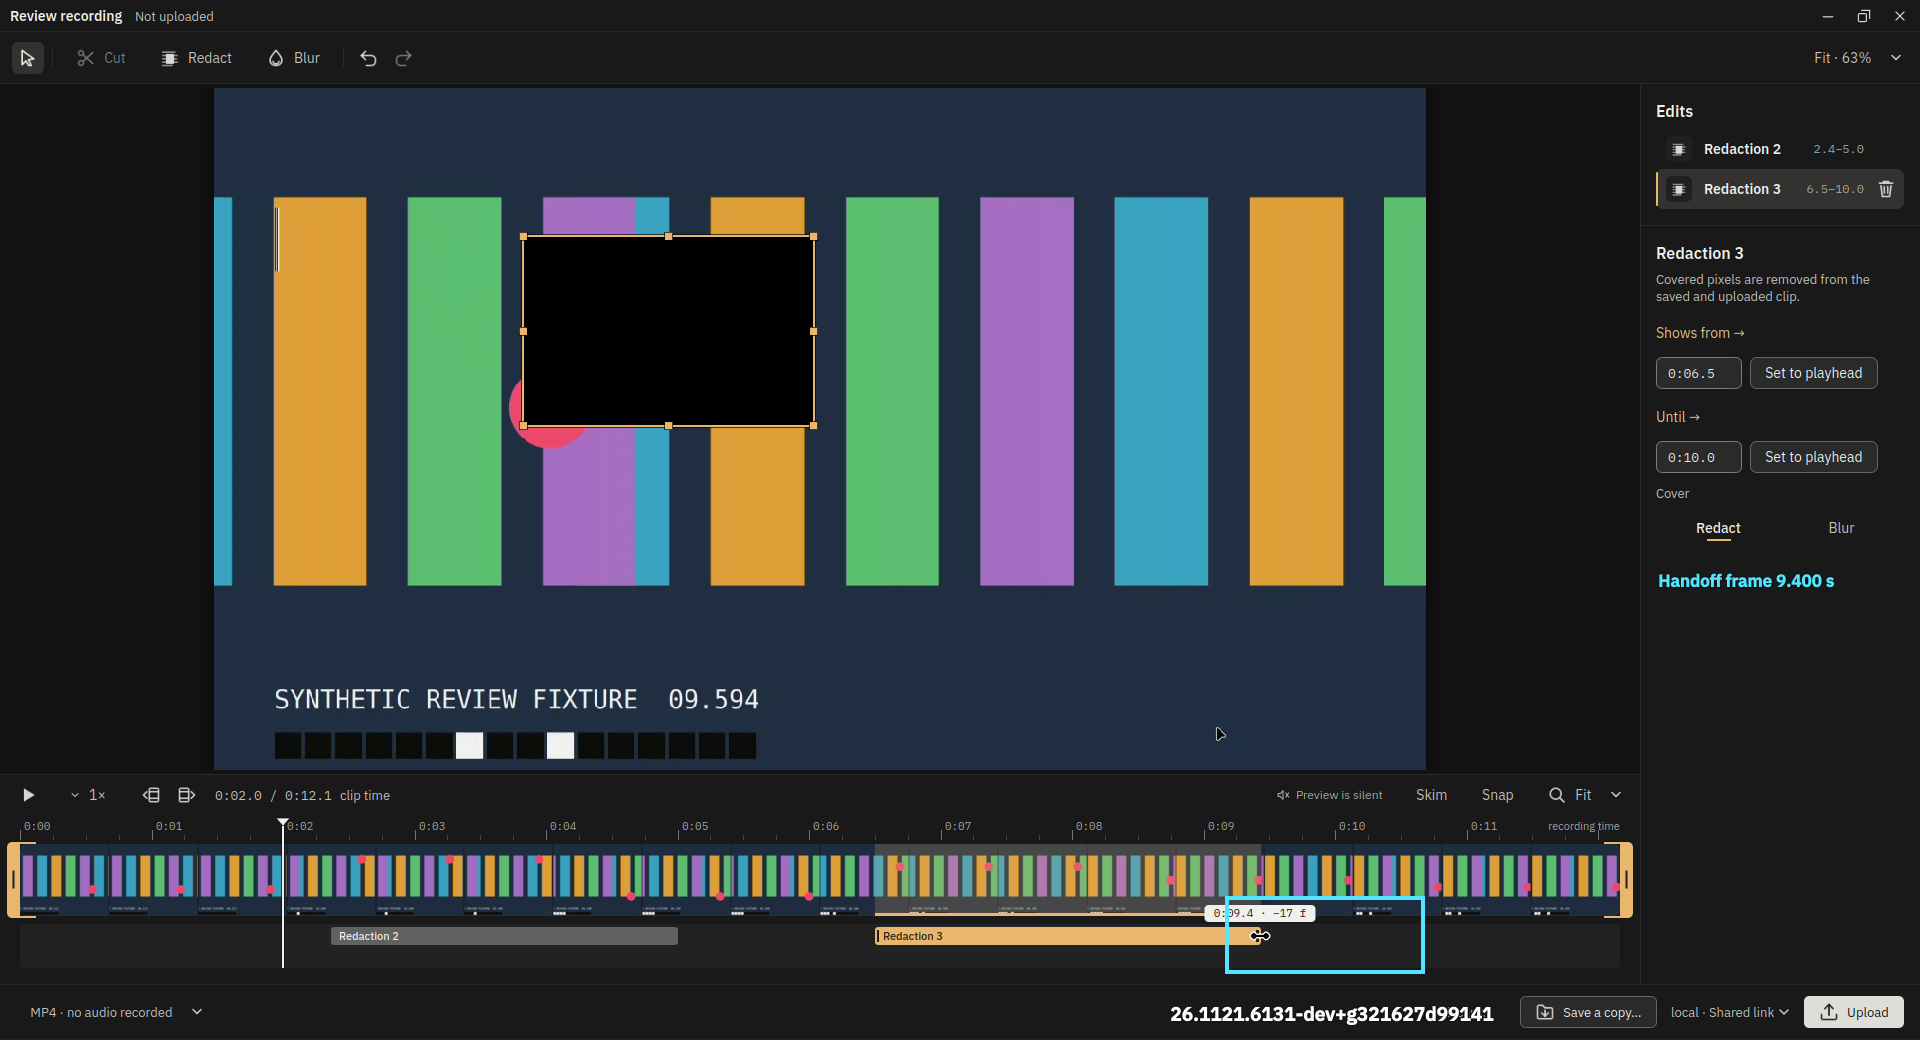 Review recording Not uploaded
Cut Redact Blur Fit · 63%
Edits
Redaction 2 2.4–5.0
Redaction 3 6.5–10.0
Redaction 3
Covered pixels are removed from the
saved and uploaded clip.
Shows from →
0:06.5 Set to playhead
Until →
0:10.0 Set to playhead
Cover
Redact Blur
Handoff frame 9.400 s
SYNTHETIC REVIEW FIXTURE 09.594
1× 0:02.0 / 0:12.1 clip time Preview is silent Skim Snap Fit
0:00 0:01 0:02 0:03 0:04 0:05 0:06 0:07 0:08 0:09 0:10 0:11 recording time
0:09.4 · −17 f
Redaction 2 Redaction 3
MP4 · no audio recorded 26.1121.6131-dev+g321627d99141 Save a copy... local · Shared link Upload